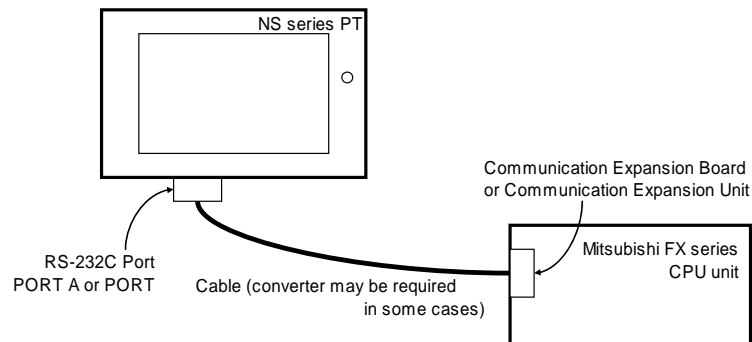 NS series PT
Communication Expansion Board
or Communication Expansion Unit
Mitsubishi FX series
CPU unit
RS-232C Port
PORT A or PORT
Cable (converter may be required
in some cases)